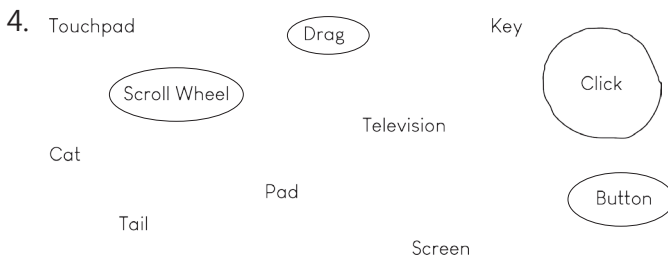 4. Touchpad Drag Key
Click
Scroll Wheel
Television
Cat
Pad
Button
Tail
Screen